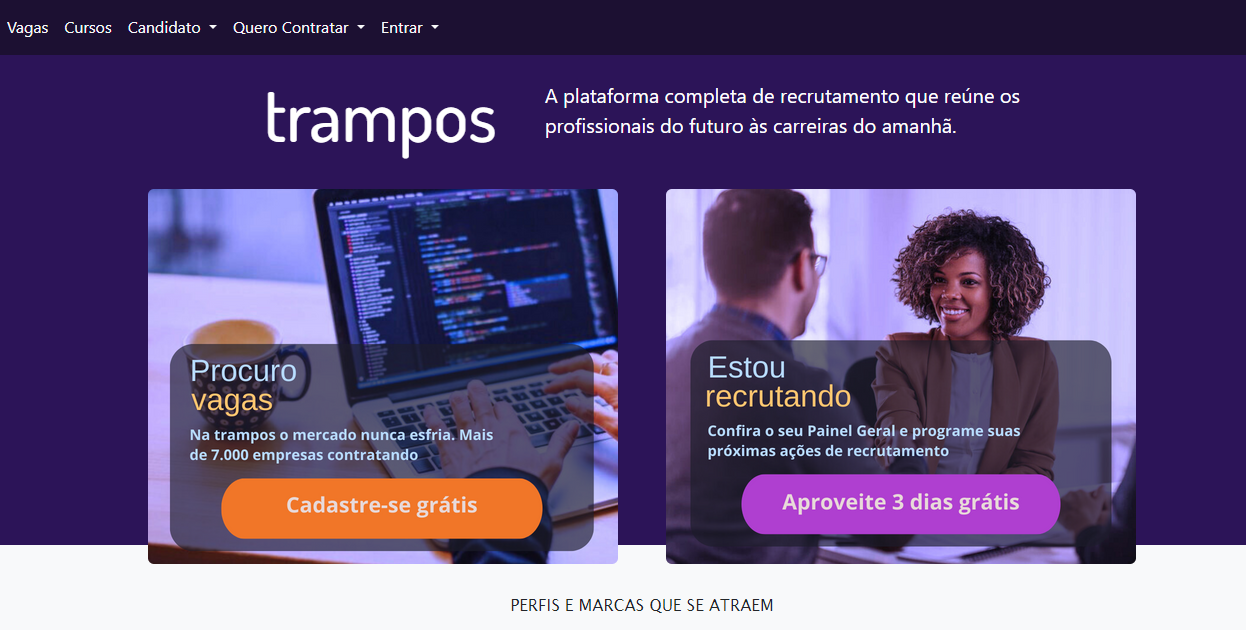 Vagas Cursos Candidato Quero Contratar Entrar
trampos
A plataforma completa de recrutamento que reúne os
profissionais do futuro às carreiras do amanhã.
Procuro
vagas
Na trampos o mercado nunca esfria. Mais
de 7.000 empresas contratando
Cadastre-se grátis
Estou
recrutando
Confira o seu Painel Geral e programe suas
próximas ações de recrutamento
Aproveite 3 dias grátis
PERFIS E MARCAS QUE SE ATRAEM